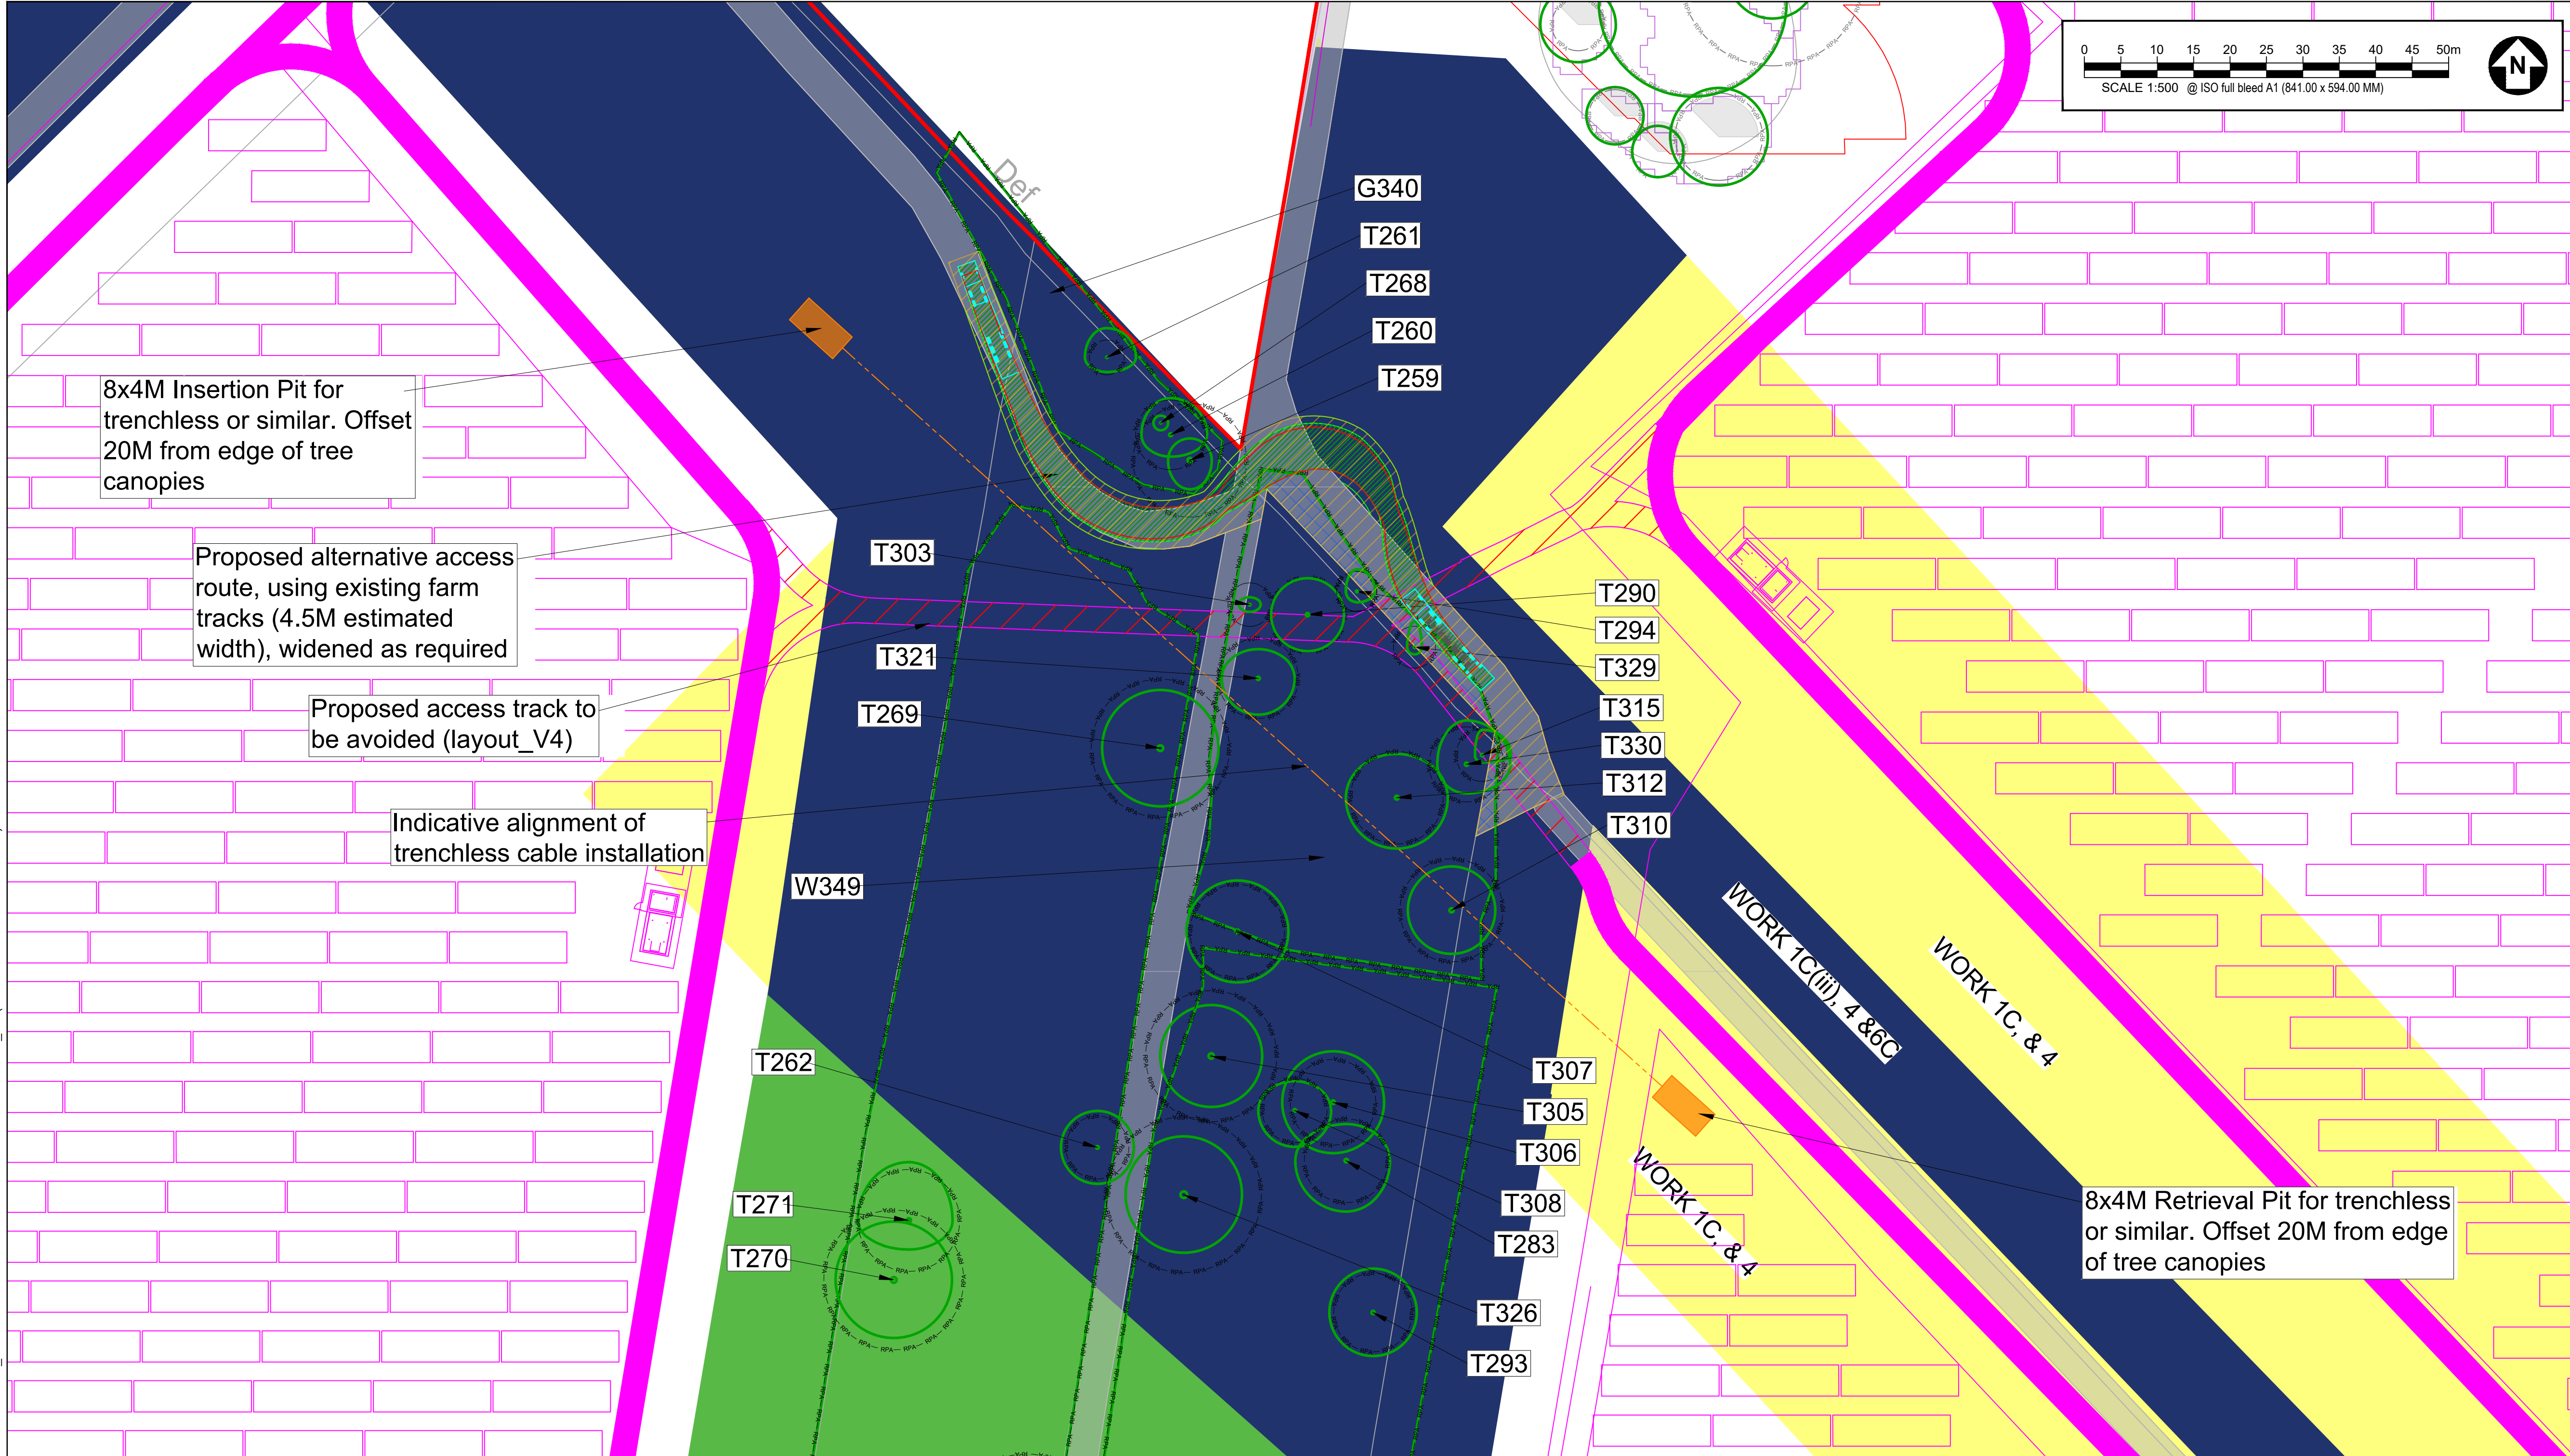 0 5 10 15 20 25 30 35 40 45 50m
SCALE 1:500 @ ISO full bleed A1 (841.00 x 594.00 MM)
N
Def
G340
T261
T268
T260
T259
8x4M Insertion Pit for
trenchless or similar. Offset
20M from edge of tree
canopies
Proposed alternative access
route, using existing farm
tracks (4.5M estimated
width), widened as required
Proposed access track to
be avoided (layout_V4)
Indicative alignment of
trenchless cable installation
T303
T321
T269
W349
T262
T271
T270
T290
T294
T329
T315
T330
T312
T310
T307
T305
T306
T308
T283
T326
T293
WORK 1C(iii), 4 &6C
WORK 1C, & 4
WORK 1C, & 4
8x4M Retrieval Pit for trenchless
or similar. Offset 20M from edge
of tree canopies